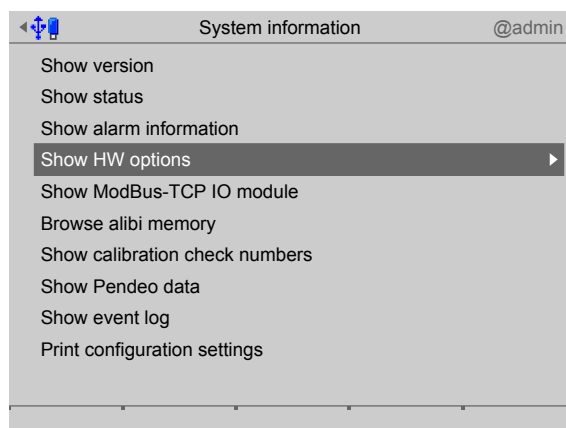 System information @admin
Show version
Show status
Show alarm information
Show HW options
Show ModBus-TCP IO module
Browse alibi memory
Show calibration check numbers
Show Pendeo data
Show event log
Print configuration settings